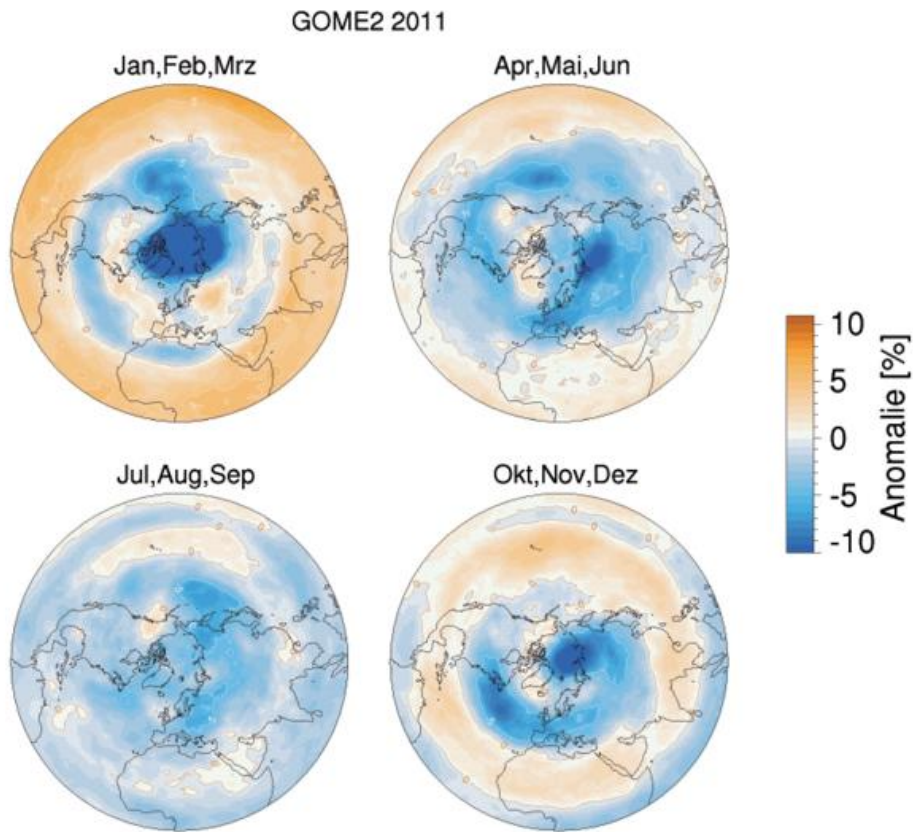 GOME2 2011
Jan,Feb,Mrz
Apr,Mai,Jun
Jul,Aug,Sep
Okt,Nov,Dez
10
5
0
-5
-10
Anomalie [%]